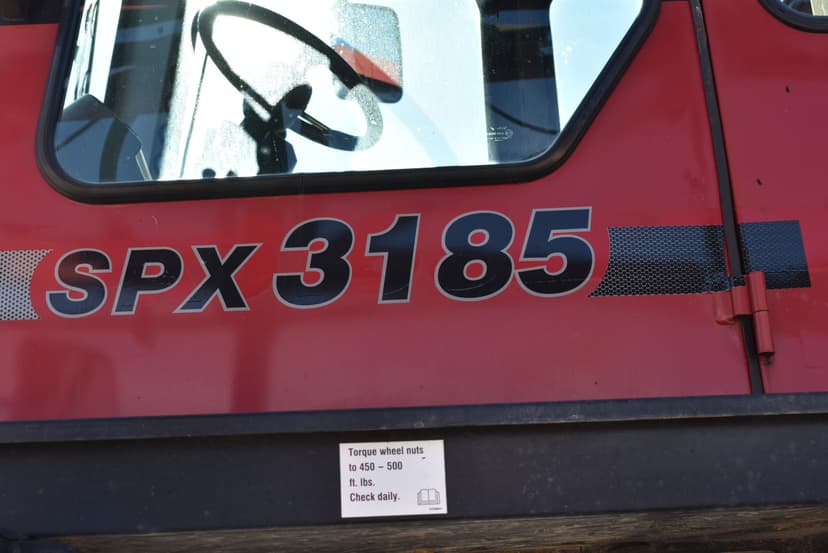 SPX 3185
Torque wheel nuts
to 450 – 500
ft. lbs.
Check daily.